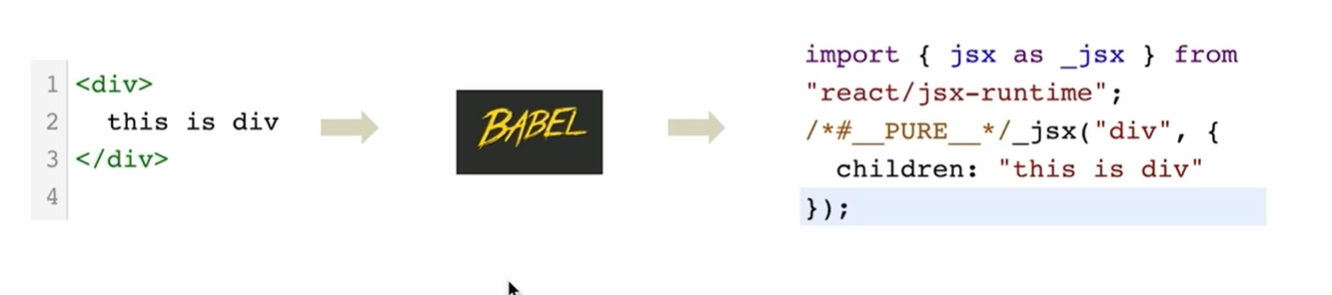 1 <div>
2 this is div
3 </div>
4
BABEL
import { jsx as _jsx } from
"react/jsx-runtime";
/*#__PURE__*/_jsx("div", {
children: "this is div"
});